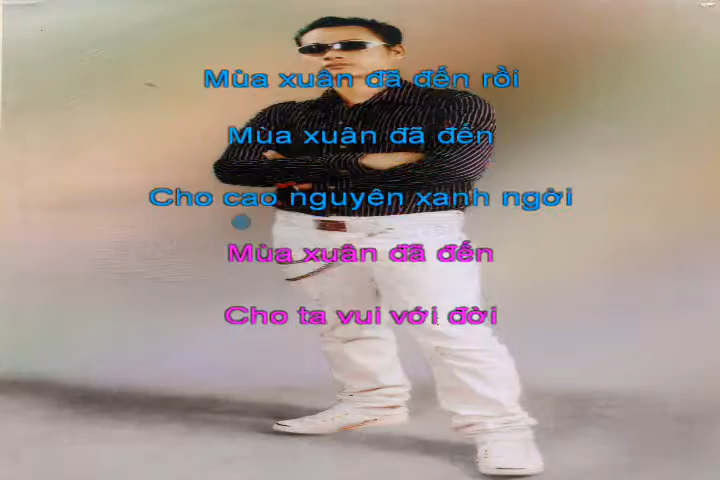 Mùa xuân đã đến rồi
Mùa xuân đã đến
Cho cao nguyên xanh ngời
Mùa xuân đã đến
Cho ta vui với đời